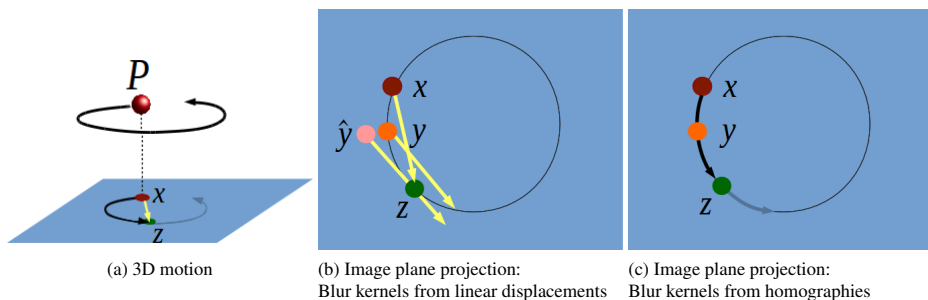 P
x
z
(a) 3D motion
x
ŷ y
z
(b) Image plane projection:
Blur kernels from linear displacements
x
y
z
(c) Image plane projection:
Blur kernels from homographies